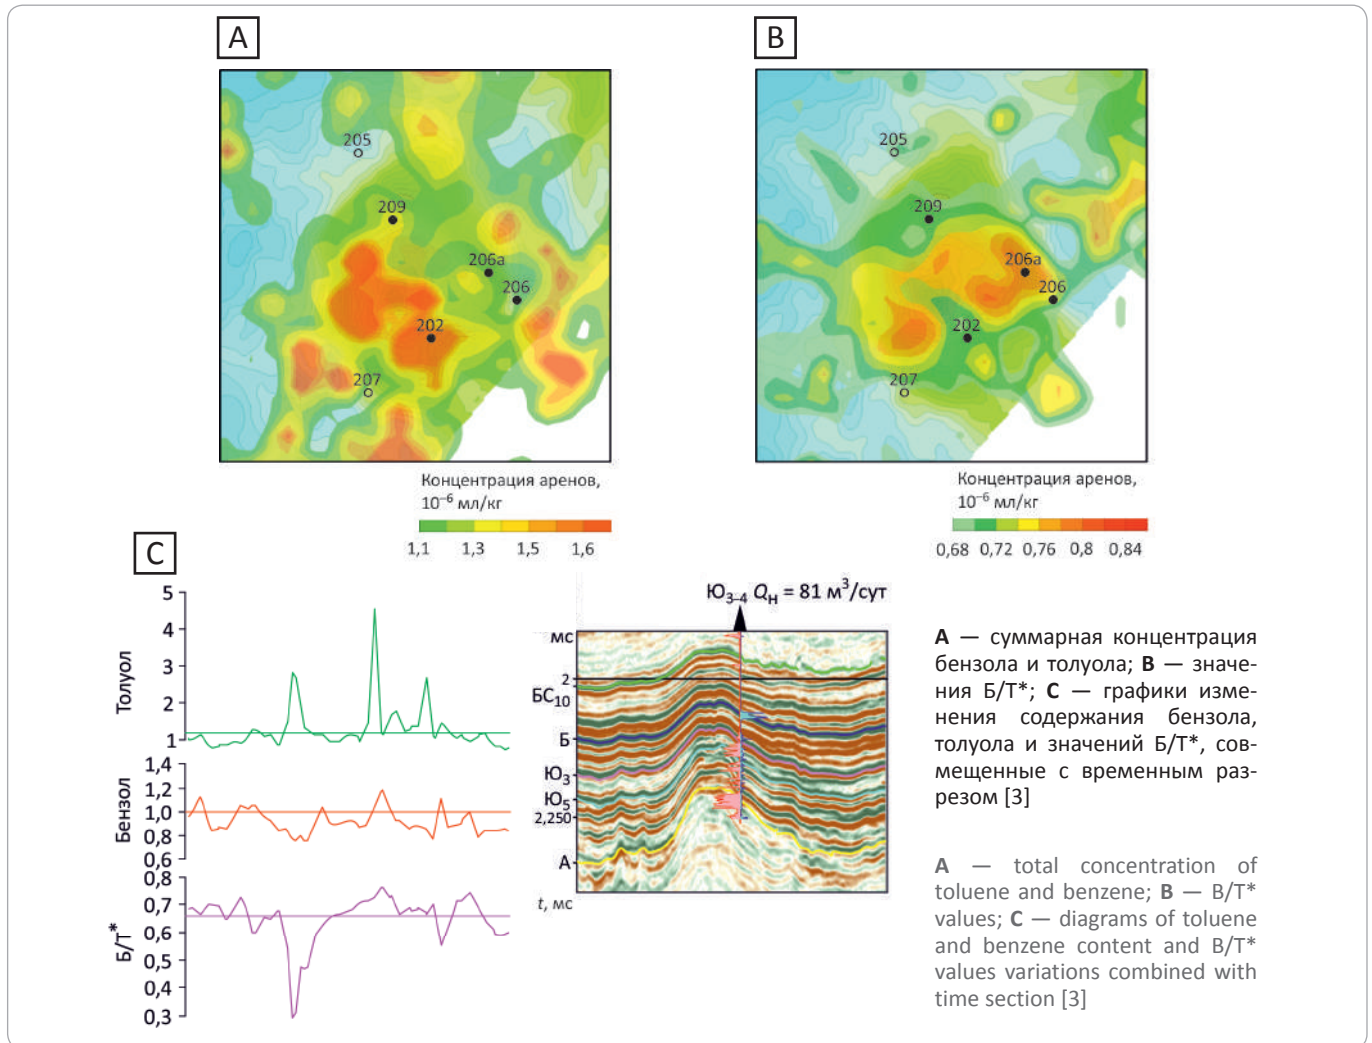 A
B
205
209
206а
206
202
207
205
209
206а
206
202
207
Концентрация аренов,
10⁻⁶ мл/кг
1,1 1,3 1,5 1,6
Концентрация аренов,
10⁻⁶ мл/кг
0,68 0,72 0,76 0,8 0,84
C
5
4
3
2
1
Толуол
1,4
1,2
1,0
0,8
0,6
Бензол
0,8
0,7
0,6
0,5
0,4
0,3
Б/Т*
Ю₃₋₄ Qн = 81 м³/сут
мс
2
БС₁₀
Б
Ю₃
Ю₅
2,250
А
t, мс
A — суммарная концентрация
бензола и толуола; B — значе-
ния Б/Т*; C — графики изме-
нения содержания бензола,
толуола и значений Б/Т*, сов-
мещенные с временным раз-
резом [3]
A — total concentration of
toluene and benzene; B — B/T*
values; C — diagrams of toluene
and benzene content and B/T*
values variations combined with
time section [3]